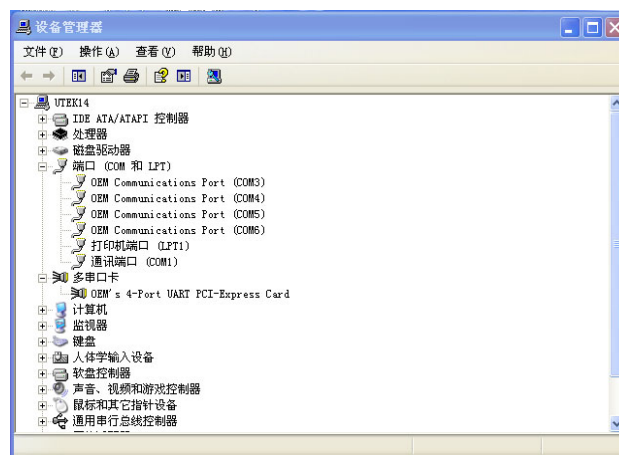 设备管理器
文件(F) 操作(A) 查看(V) 帮助(H)
UTEK14
IDE ATA/ATAPI 控制器
处理器
磁盘驱动器
端口 (COM 和 LPT)
OEM Communications Port (COM3)
OEM Communications Port (COM4)
OEM Communications Port (COM5)
OEM Communications Port (COM6)
打印机端口 (LPT1)
通讯端口 (COM1)
多串口卡
OEM's 4-Port UART PCI-Express Card
计算机
监视器
键盘
人体学输入设备
软盘控制器
声音、视频和游戏控制器
鼠标和其它指针设备
通用串行总线控制器